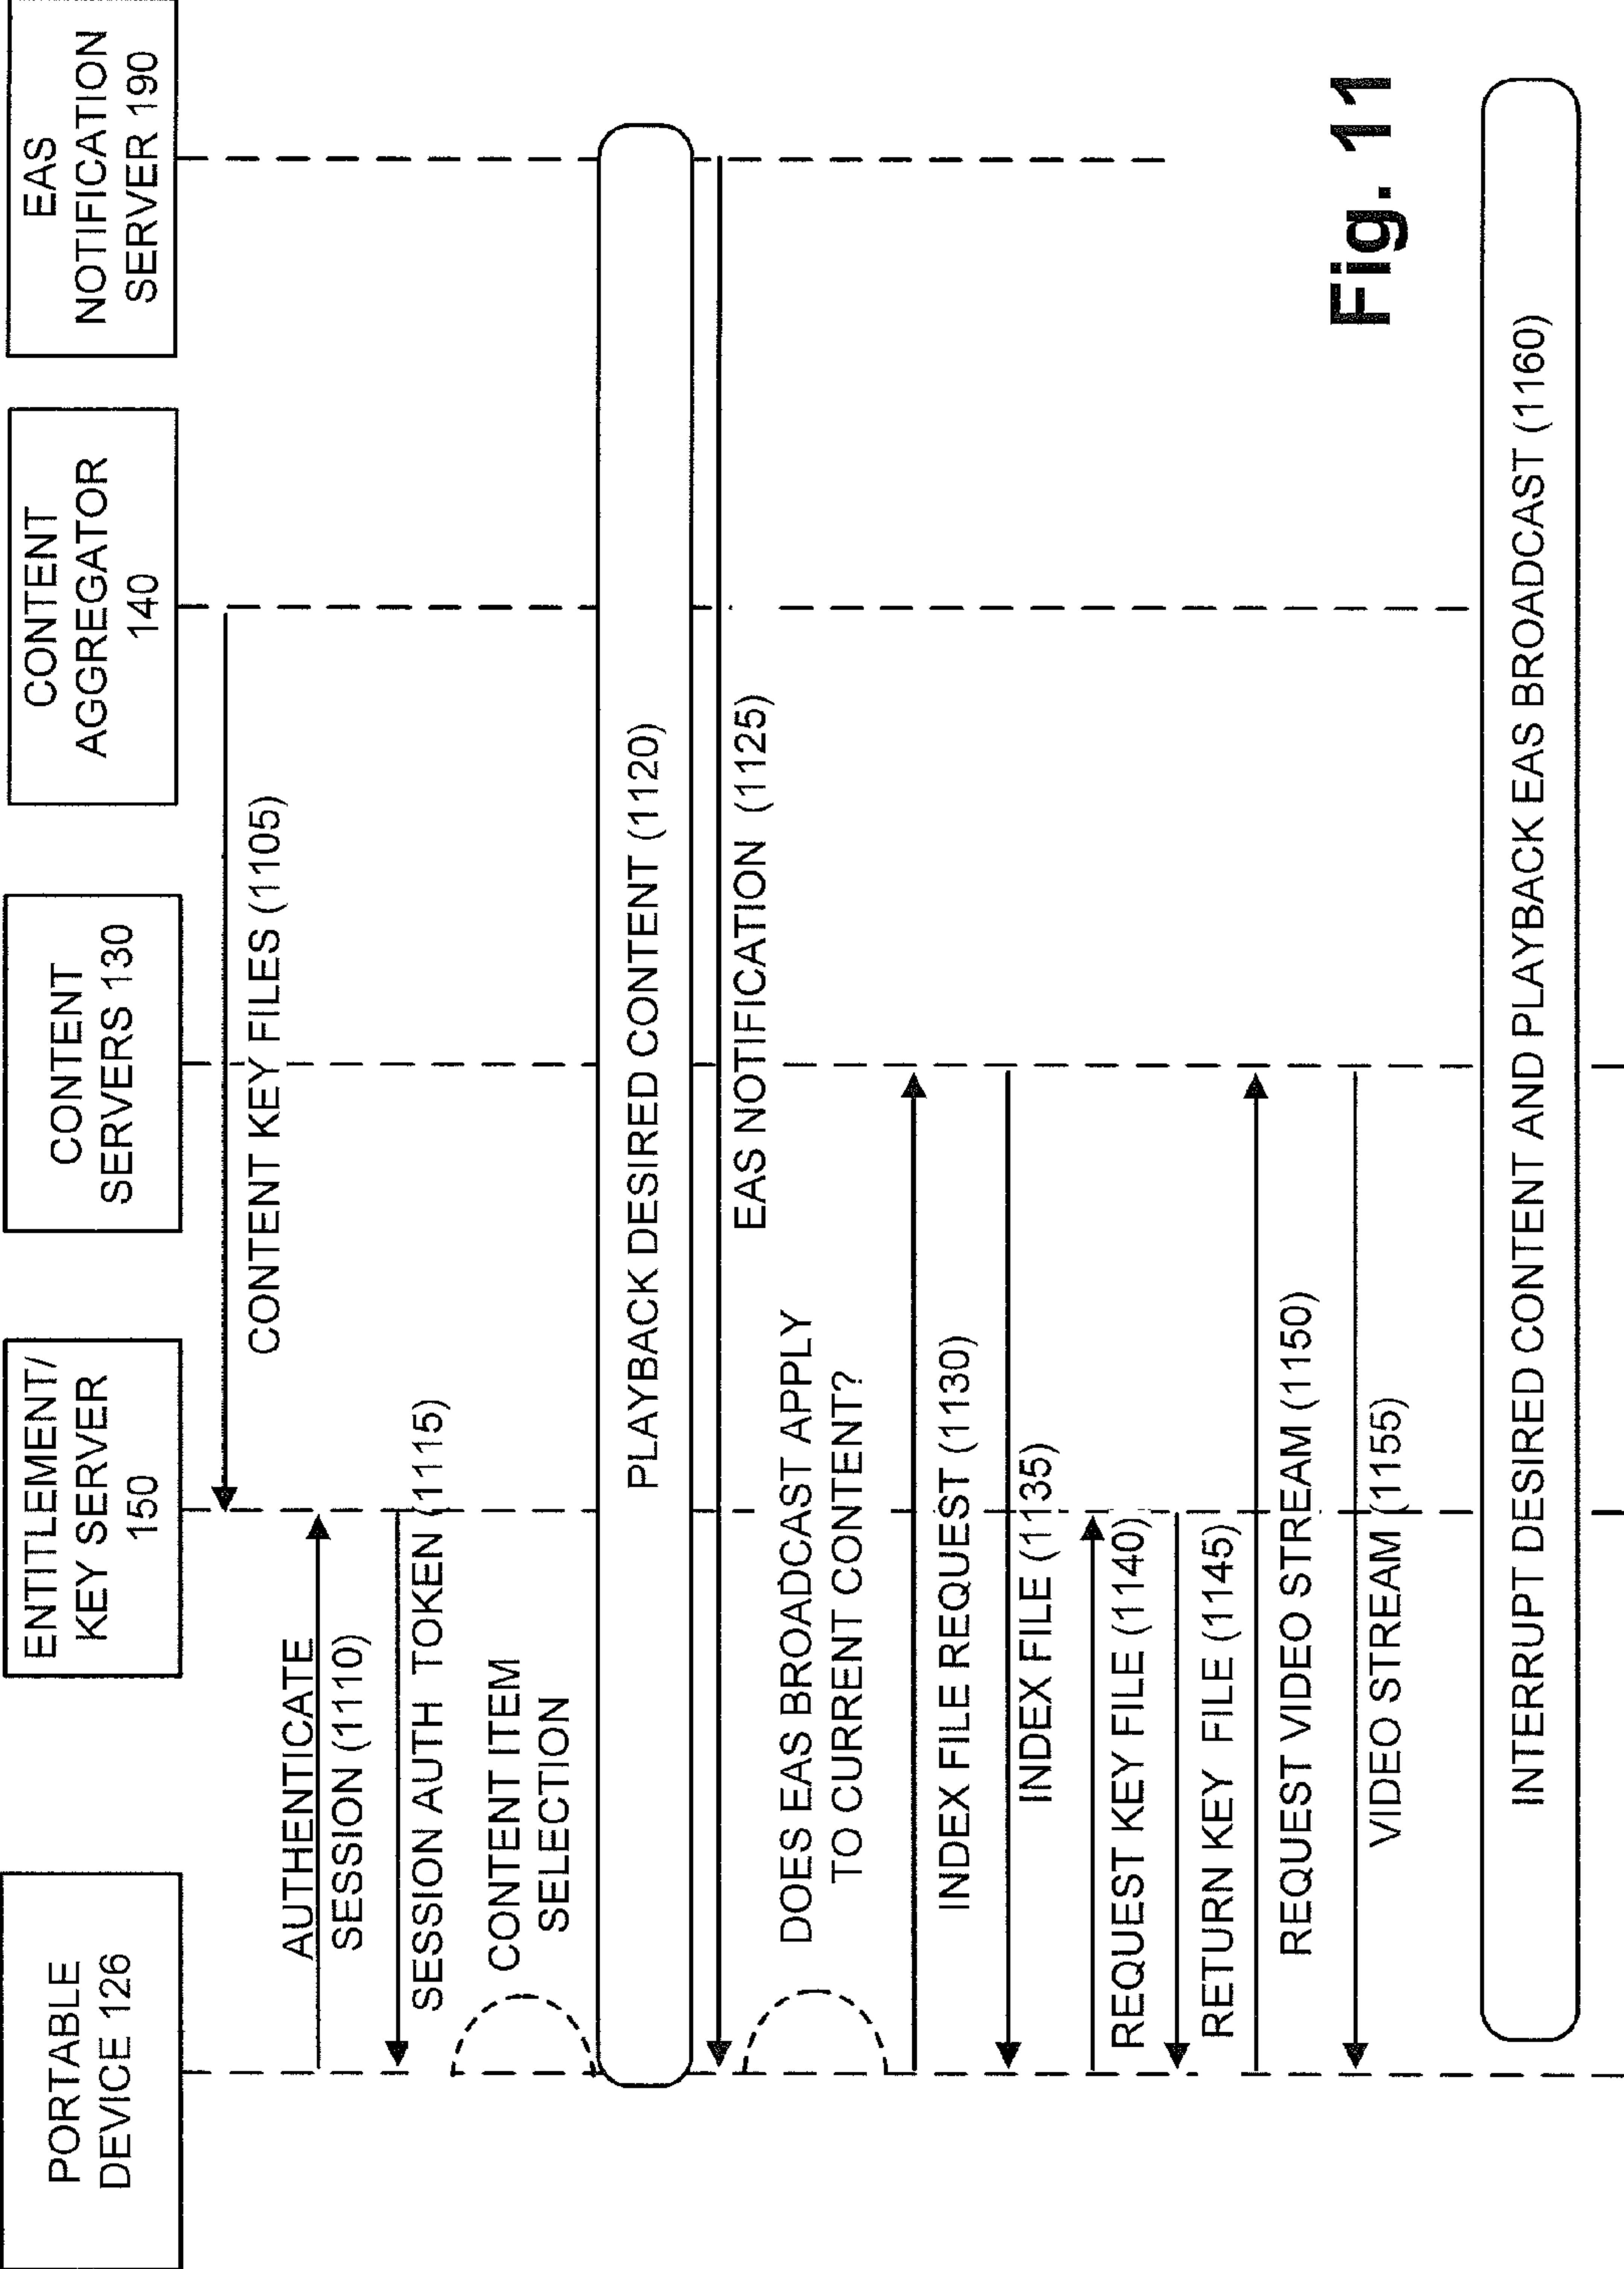 PORTABLE
DEVICE 126
ENTITLEMENT/
KEY SERVER
150
CONTENT
SERVERS 130
CONTENT
AGGREGATOR
140
EAS
NOTIFICATION
SERVER 190
CONTENT KEY FILES (1105)
AUTHENTICATE
SESSION (1110)
SESSION AUTH TOKEN (1115)
CONTENT ITEM
SELECTION
PLAYBACK DESIRED CONTENT (1120)
EAS NOTIFICATION (1125)
DOES EAS BROADCAST APPLY
TO CURRENT CONTENT?
INDEX FILE REQUEST (1130)
INDEX FILE (1135)
REQUEST KEY FILE (1140)
RETURN KEY FILE (1145)
REQUEST VIDEO STREAM (1150)
VIDEO STREAM (1155)
INTERRUPT DESIRED CONTENT AND PLAYBACK EAS BROADCAST (1160)
Fig. 11